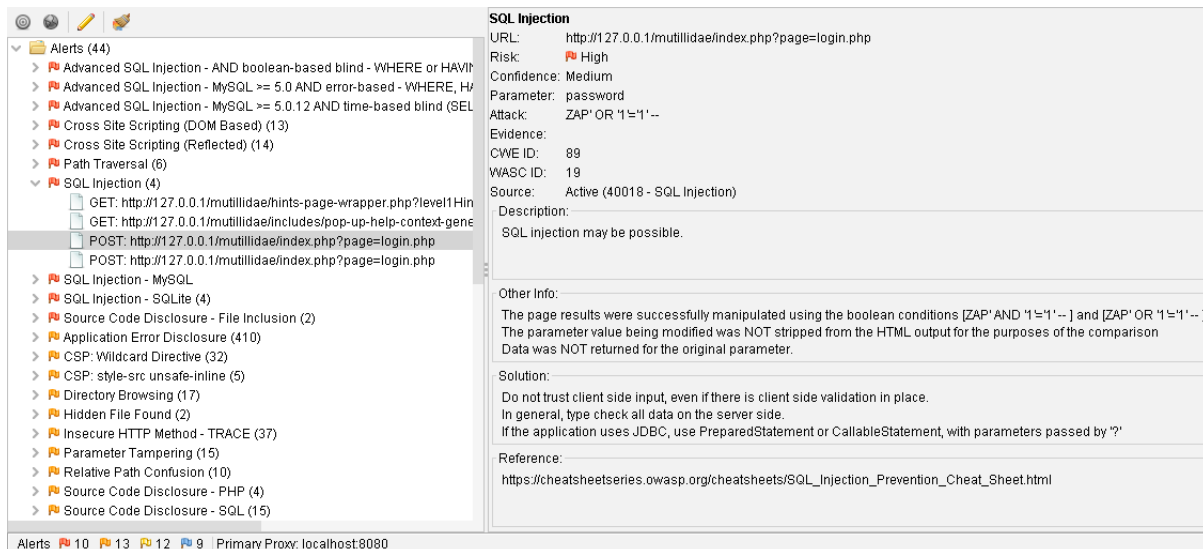 Alerts (44)
Advanced SQL Injection - AND boolean-based blind - WHERE or HAVIN
Advanced SQL Injection - MySQL >= 5.0 AND error-based - WHERE, HA
Advanced SQL Injection - MySQL >= 5.0.12 AND time-based blind (SEL
Cross Site Scripting (DOM Based) (13)
Cross Site Scripting (Reflected) (14)
Path Traversal (6)
SQL Injection (4)
GET: http://127.0.0.1/mutillidae/hints-page-wrapper.php?level1Hin
GET: http://127.0.0.1/mutillidae/includes/pop-up-help-context-gene
POST: http://127.0.0.1/mutillidae/index.php?page=login.php
POST: http://127.0.0.1/mutillidae/index.php?page=login.php
SQL Injection - MySQL
SQL Injection - SQLite (4)
Source Code Disclosure - File Inclusion (2)
Application Error Disclosure (410)
CSP: Wildcard Directive (32)
CSP: style-src unsafe-inline (5)
Directory Browsing (17)
Hidden File Found (2)
Insecure HTTP Method - TRACE (37)
Parameter Tampering (15)
Relative Path Confusion (10)
Source Code Disclosure - PHP (4)
Source Code Disclosure - SQL (15)
SQL Injection
URL: http://127.0.0.1/mutillidae/index.php?page=login.php
Risk: High
Confidence: Medium
Parameter: password
Attack: ZAP' OR '1'='1' --
Evidence:
CWE ID: 89
WASC ID: 19
Source: Active (40018 - SQL Injection)
Description:
SQL injection may be possible.
Other Info:
The page results were successfully manipulated using the boolean conditions [ZAP' AND '1'='1' -- ] and [ZAP' OR '1'='1' -- ]
The parameter value being modified was NOT stripped from the HTML output for the purposes of the comparison
Data was NOT returned for the original parameter.
Solution:
Do not trust client side input, even if there is client side validation in place.
In general, type check all data on the server side.
If the application uses JDBC, use PreparedStatement or CallableStatement, with parameters passed by '?'
Reference:
https://cheatsheetseries.owasp.org/cheatsheets/SQL_Injection_Prevention_Cheat_Sheet.html
Alerts 10 13 12 9 Primary Proxy: localhost:8080